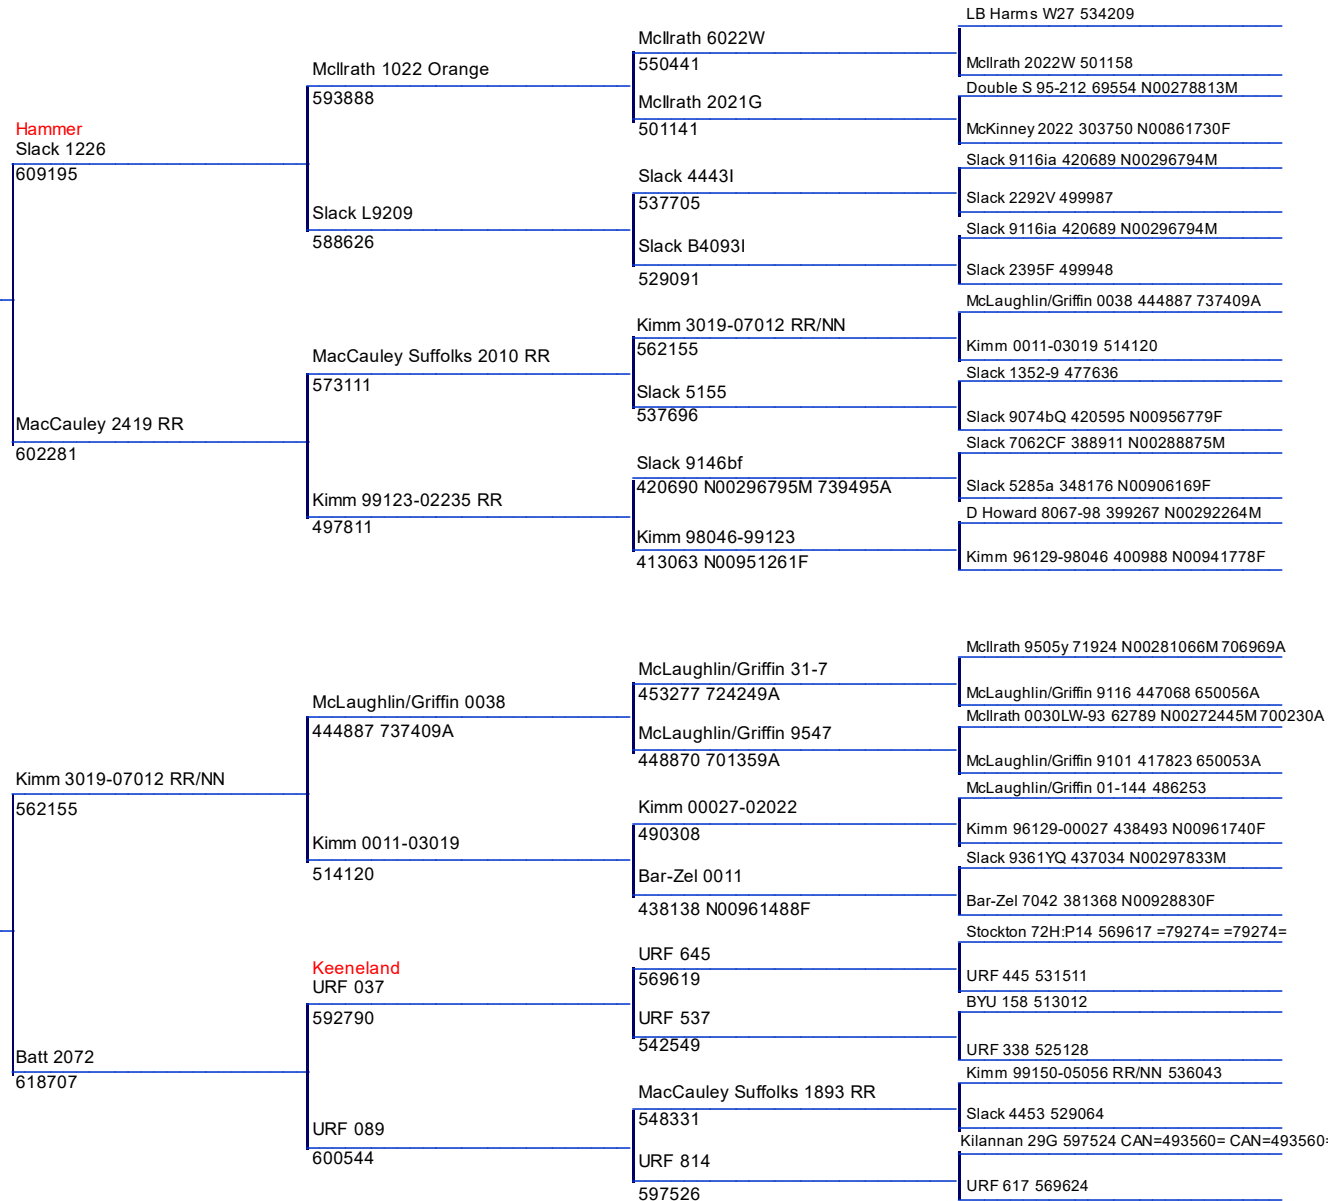 LB Harms W27 534209
McIlrath 6022W
550441
McIlrath 2022W 501158
McIlrath 1022 Orange
593888
Double S 95-212 69554 N00278813M
McIlrath 2021G
501141
McKinney 2022 303750 N00861730F
Hammer
Slack 1226
609195
Slack 9116ia 420689 N00296794M
Slack 4443I
537705
Slack 2292V 499987
Slack L9209
588626
Slack 9116ia 420689 N00296794M
Slack B4093I
529091
Slack 2395F 499948
McLaughlin/Griffin 0038 444887 737409A
Kimm 3019-07012 RR/NN
562155
Kimm 0011-03019 514120
MacCauley Suffolks 2010 RR
573111
Slack 1352-9 477636
Slack 5155
537696
Slack 9074bQ 420595 N00956779F
MacCauley 2419 RR
602281
Slack 7062CF 388911 N00288875M
Slack 9146bf
420690 N00296795M 739495A
Slack 5285a 348176 N00906169F
Kimm 99123-02235 RR
497811
D Howard 8067-98 399267 N00292264M
Kimm 98046-99123
413063 N00951261F
Kimm 96129-98046 400988 N00941778F
McIlrath 9505y 71924 N00281066M 706969A
McLaughlin/Griffin 31-7
453277 724249A
McLaughlin/Griffin 9116 447068 650056A
McLaughlin/Griffin 0038
444887 737409A
McIlrath 0030LW-93 62789 N00272445M 700230A
McLaughlin/Griffin 9547
448870 701359A
McLaughlin/Griffin 9101 417823 650053A
Kimm 3019-07012 RR/NN
562155
McLaughlin/Griffin 01-144 486253
Kimm 00027-02022
490308
Kimm 96129-00027 438493 N00961740F
Kimm 0011-03019
514120
Slack 9361YQ 437034 N00297833M
Bar-Zel 0011
438138 N00961488F
Bar-Zel 7042 381368 N00928830F
Stockton 72H:P14 569617 =79274= =79274=
URF 645
569619
URF 445 531511
Keeneland
URF 037
592790
BYU 158 513012
URF 537
542549
URF 338 525128
Batt 2072
618707
Kimm 99150-05056 RR/NN 536043
MacCauley Suffolks 1893 RR
548331
Slack 4453 529064
URF 089
600544
Kilannan 29G 597524 CAN=493560= CAN=493560=
URF 814
597526
URF 617 569624